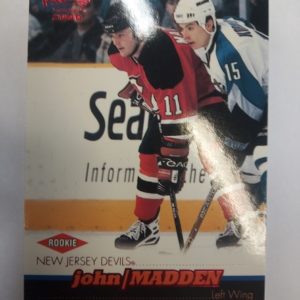 15
11
Sea
Inform
ROOKIE
NEW JERSEY DEVILS
john/MADDEN
Left Wing